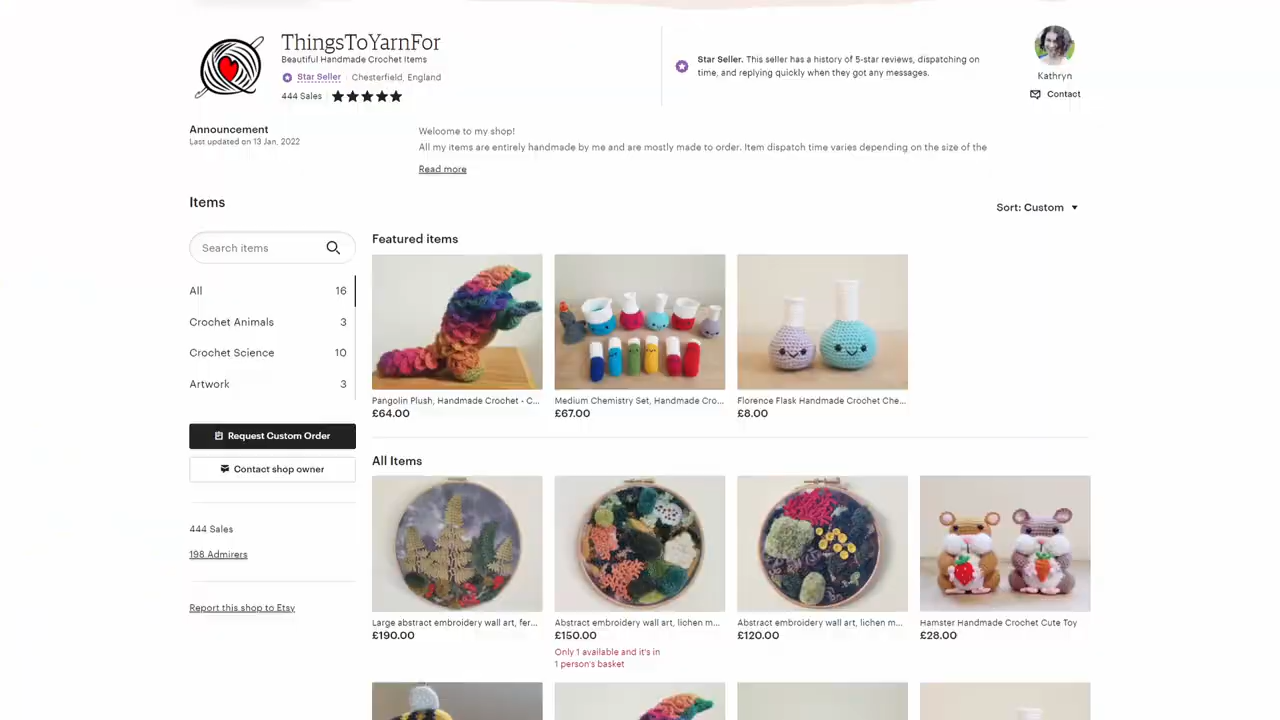 ThingsToYarnFor
Beautiful Handmade Crochet Items
Star Seller
Chesterfield, England
444 Sales
Star Seller. This seller has a history of 5-star reviews, dispatching on
time, and replying quickly when they got any messages.
Kathryn
Contact
Announcement
Last updated on 13 Jan, 2022
Welcome to my shop!
All my items are entirely handmade by me and are mostly made to order. Item dispatch time varies depending on the size of the
Read more
Items
Sort: Custom
Search items
All 16
Crochet Animals 3
Crochet Science 10
Artwork 3
Request Custom Order
Contact shop owner
444 Sales
198 Admirers
Report this shop to Etsy
Featured items
Pangolin Plush, Handmade Crochet - C...
£64.00
Medium Chemistry Set, Handmade Cro...
£67.00
Florence Flask Handmade Crochet Che...
£8.00
All Items
Large abstract embroidery wall art, fer...
£190.00
Abstract embroidery wall art, lichen m...
£150.00
Only 1 available and it's in
1 person's basket
Abstract embroidery wall art, lichen m...
£120.00
Hamster Handmade Crochet Cute Toy
£28.00